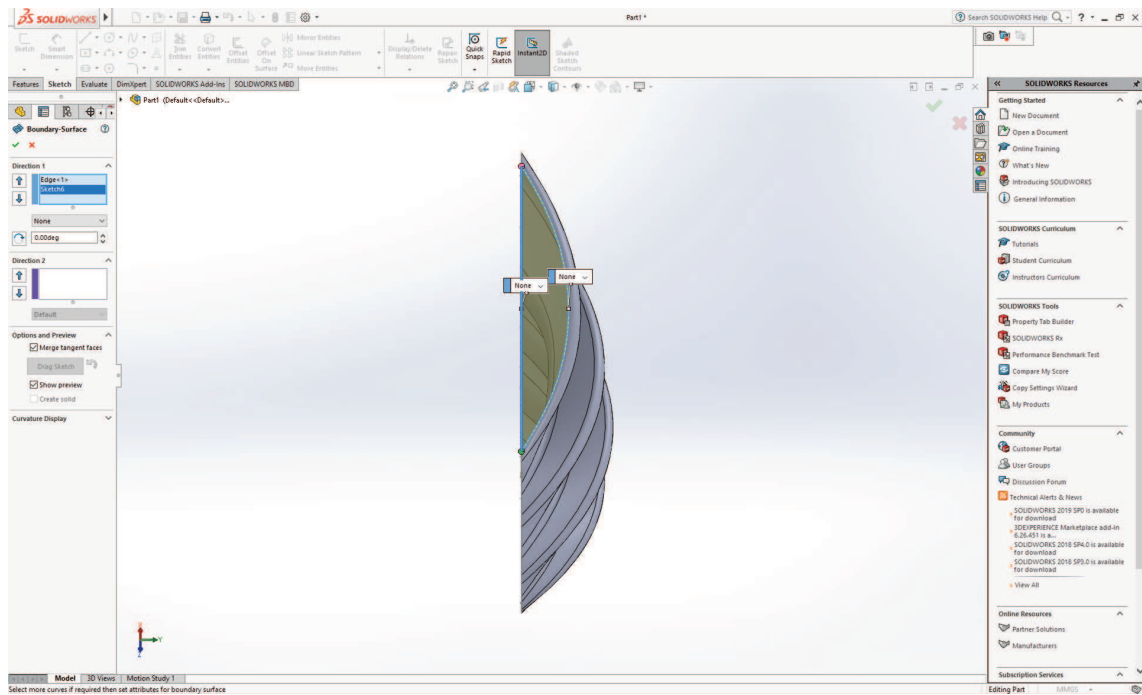 SOLIDWORKS
Part1 *
Search SOLIDWORKS Help
Sketch
Smart Dimension
Trim Entities
Convert Entities
Offset Entities
Offset On Surface
Mirror Entities
Linear Sketch Pattern
Move Entities
Display/Delete Relations
Repair Sketch
Quick Snaps
Rapid Sketch
Instant2D
Shaded Sketch Contours
Features Sketch Evaluate DimXpert SOLIDWORKS Add-Ins SOLIDWORKS MBD
Part1 (Default<<Default>...
Boundary-Surface
Direction 1
Edge<1>
Sketch6
None
0.00deg
Direction 2
Default
Options and Preview
Merge tangent faces
Drag Sketch
Show preview
Create solid
Curvature Display
None
None
Y
Z
SOLIDWORKS Resources
Getting Started
New Document
Open a Document
Online Training
What's New
Introducing SOLIDWORKS
General Information
SOLIDWORKS Curriculum
Tutorials
Student Curriculum
Instructors Curriculum
SOLIDWORKS Tools
Property Tab Builder
SOLIDWORKS Rx
Performance Benchmark Test
Compare My Score
Copy Settings Wizard
My Products
Community
Customer Portal
User Groups
Discussion Forum
Technical Alerts & News
SOLIDWORKS 2019 SP0 is available
for download
3DEXPERIENCE Marketplace add-in
6.26.451 is a...
SOLIDWORKS 2018 SP4.0 is available
for download
SOLIDWORKS 2018 SP3.0 is available
for download
View All
Online Resources
Partner Solutions
Manufacturers
Subscription Services
Model 3D Views Motion Study 1
Select more curves if required then set attributes for boundary surface
Editing Part MMGS